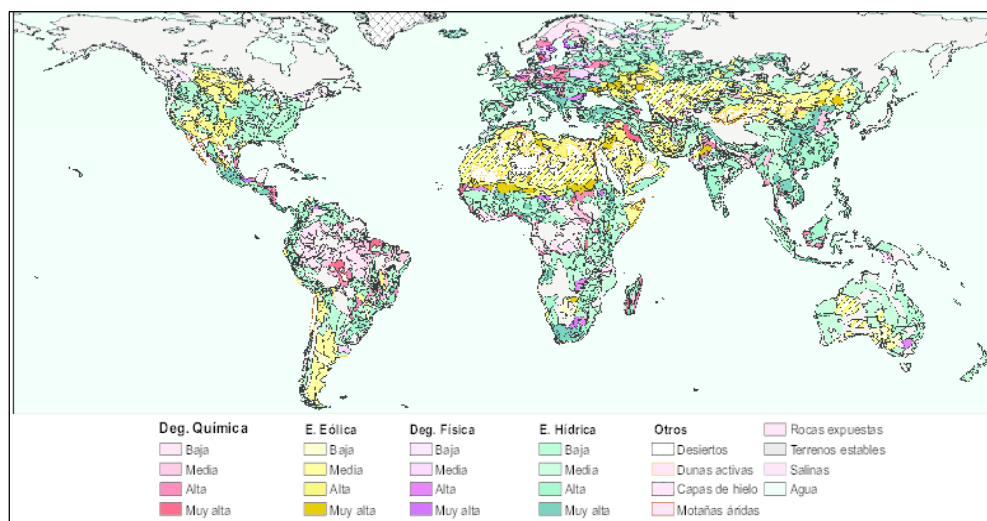 Deg. Química
Baja
Media
Alta
Muy alta
E. Eólica
Baja
Media
Alta
Muy alta
Deg. Física
Baja
Media
Alta
Muy alta
E. Hídrica
Baja
Media
Alta
Muy alta
Otros
Desiertos
Dunas activas
Capas de hielo
Motañas áridas
Rocas expuestas
Terrenos estables
Salinas
Agua